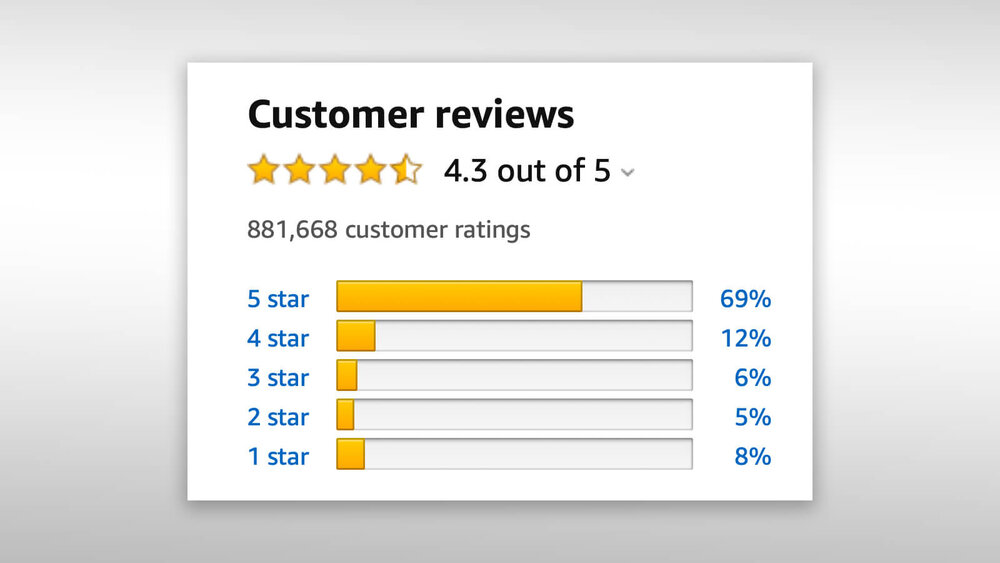 Customer reviews
4.3 out of 5
881,668 customer ratings
5 star 69%
4 star 12%
3 star 6%
2 star 5%
1 star 8%